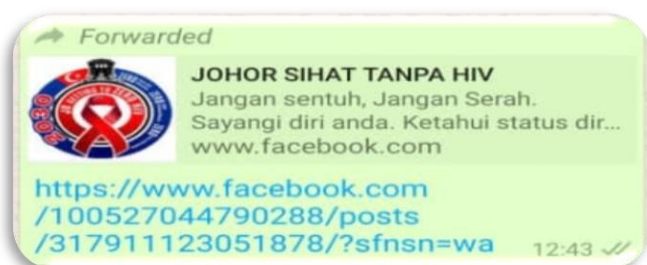 Forwarded
JOHOR SIHAT TANPA HIV
Jangan sentuh, Jangan Serah.
Sayangi diri anda. Ketahui status dir...
www.facebook.com
https://www.facebook.com
/100527044790288/posts
/317911123051878/?sfnsn=wa
12:43
2030